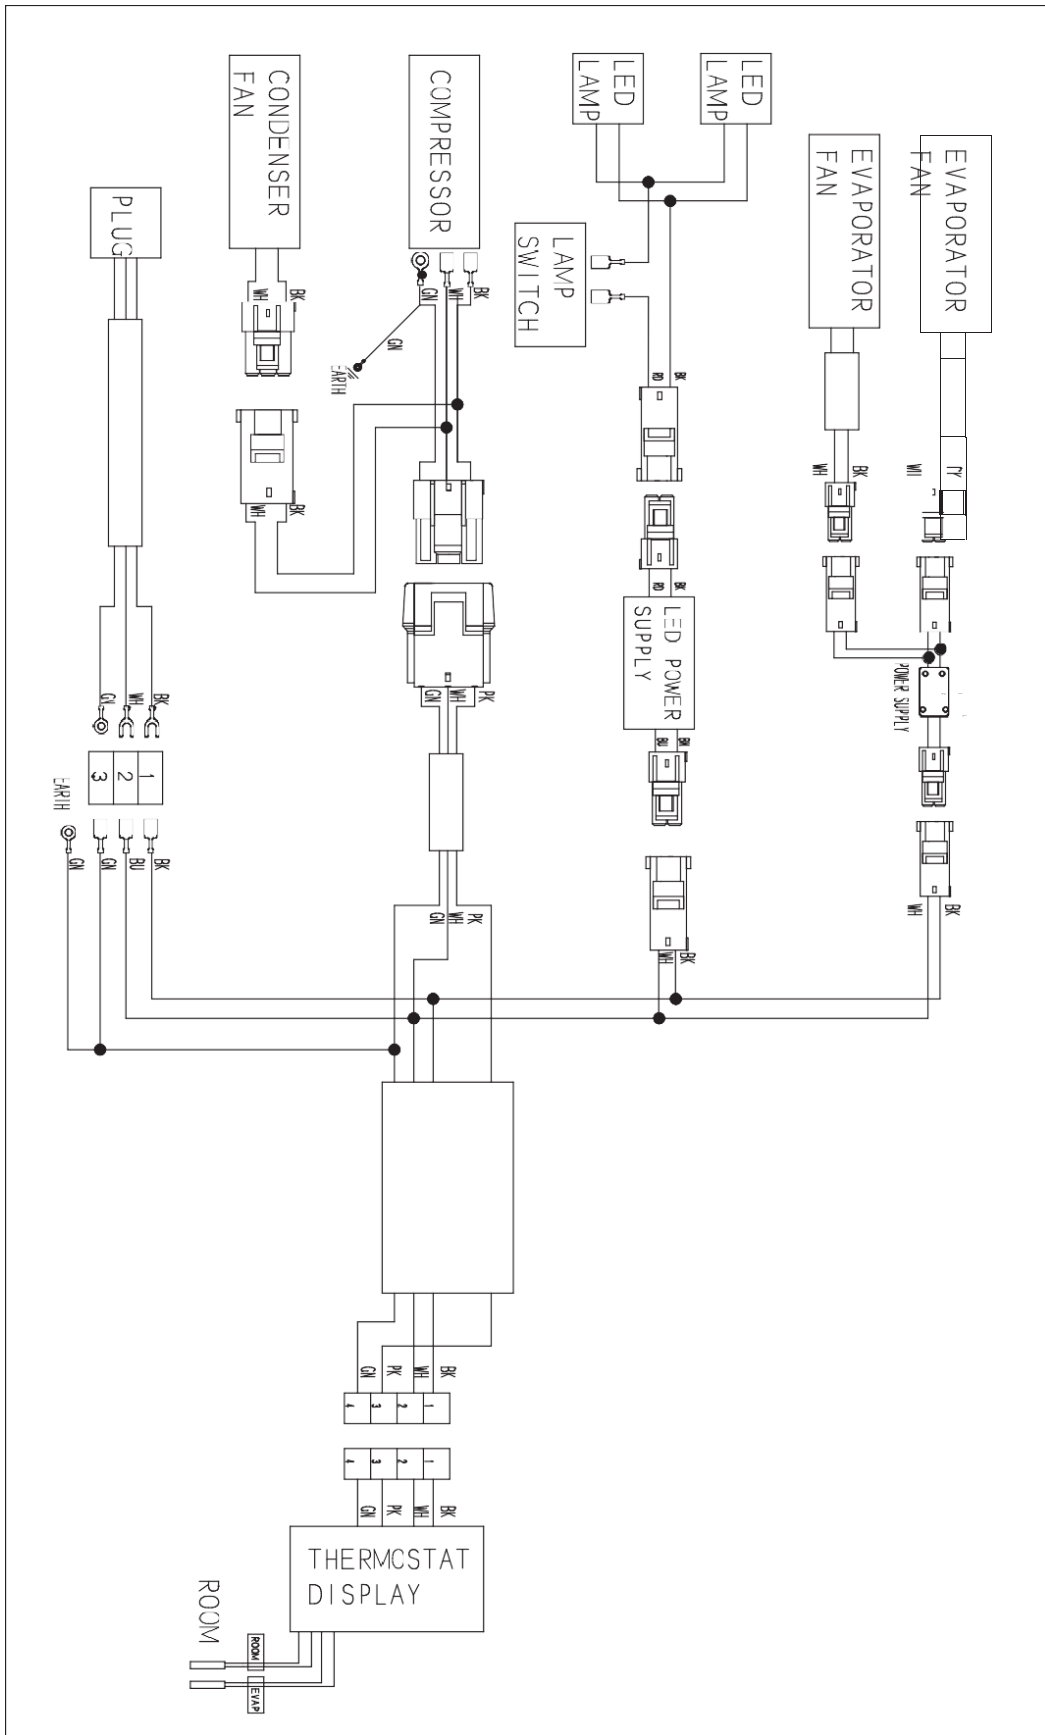 CONDENSER
FAN
COMPRESSOR
LED
LAMP
LED
LAMP
EVAPORATOR
FAN
EVAPORATOR
FAN
PLUG
LAMP
SWITCH
WH
BK
GN
WH
BK
GN
EARTH
RD
BK
WH
BK
WH
BK
RD
BK
LED POWER
SUPPLY
POWER SUPPLY
GN
WH
BK
GN
WH
PK
BU
BK
3
2
1
EARTH
GN
GN
BU
BK
GN
WH
PK
WH
BK
WH
BK
GN
PK
WH
BK
4
3
2
1
4
3
2
1
GN
PK
WH
BK
THERMCSTAT
DISPLAY
ROOM
ROOM
EVAP